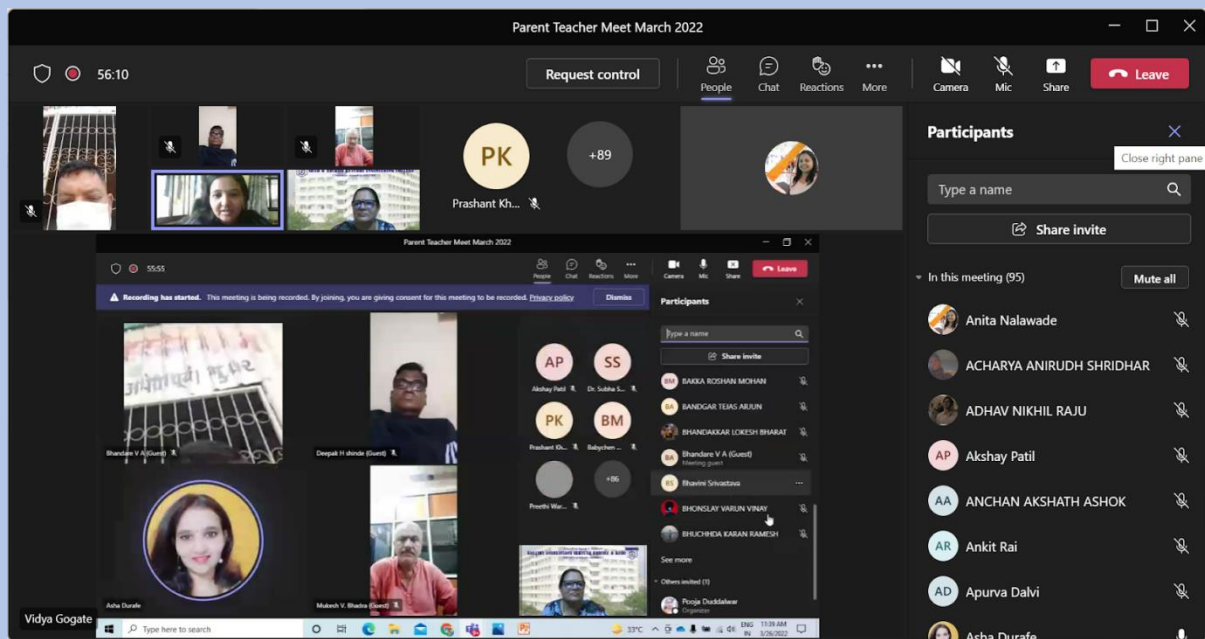 Parent Teacher Meet March 2022
56:10
Request control
People
Chat
Reactions
More
Camera
Mic
Share
Leave
PK
Prashant Kh...
+89
Participants
Close right pane
Type a name
Share invite
In this meeting (95)
Mute all
Anita Nalawade
ACHARYA ANIRUDH SHRIDHAR
ADHAV NIKHIL RAJU
AP
Akshay Patil
AA
ANCHAN AKSHATH ASHOK
AR
Ankit Rai
AD
Apurva Dalvi
Asha Durafe
Parent Teacher Meet March 2022
55:55
People
Chat
Reactions
More
Camera
Mic
Share
Leave
Recording has started. This meeting is being recorded. By joining, you are giving consent for this meeting to be recorded. Privacy policy
Dismiss
Bhandare V A (Guest)
Deepak H shinde (Guest)
Asha Durafe
Mukesh V. Bhadra (Guest)
AP
Akshay Patil
SS
Dr. Subha S...
PK
Prashant Kh...
BM
Babychen ...
Preethi War...
+86
Participants
Type a name
Share invite
BM
BAKKA ROSHAN MOHAN
BA
BANDGAR TEJAS ARJUN
BHANDAKKAR LOKESH BHARAT
BA
Bhandare V A (Guest)
Meeting guest
BS
Bhavini Srivastava
BHONSLAY VARUN VINAY
BHUCHHDA KARAN RAMESH
See more
Others invited (1)
Pooja Duddalwar
Organizer
Vidya Gogate
Type here to search
33°C
ENG
IN
11:09 AM
3/26/2022